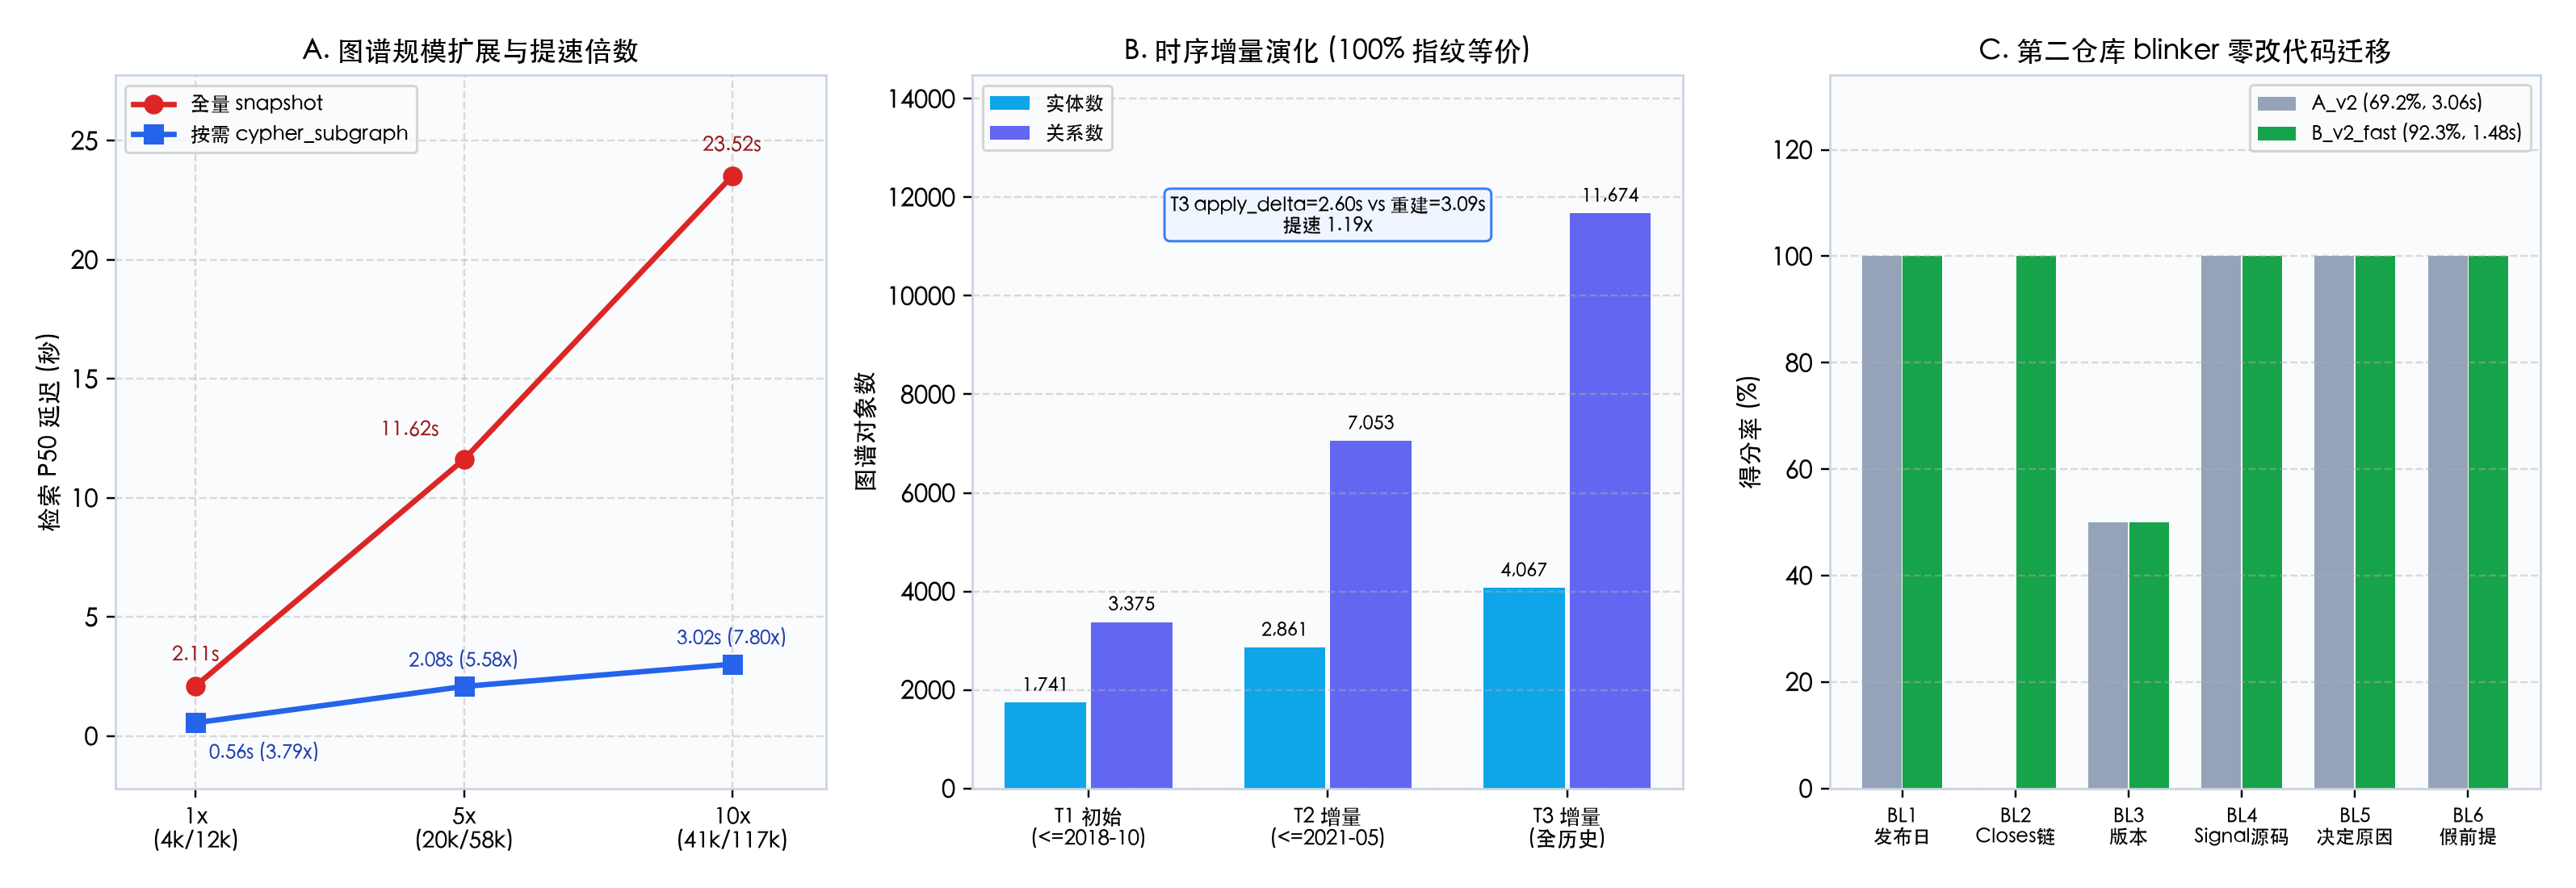 A. 图谱规模扩展与提速倍数
全量 snapshot
按需 cypher_subgraph
检索 P50 延迟 (秒)
25
20
15
10
5
0
23.52s
11.62s
2.11s
3.02s (7.80x)
2.08s (5.58x)
0.56s (3.79x)
1x
(4k/12k)
5x
(20k/58k)
10x
(41k/117k)
B. 时序增量演化 (100% 指纹等价)
实体数
关系数
图谱对象数
14000
12000
10000
8000
6000
4000
2000
0
T3 apply_delta=2.60s vs 重建=3.09s
提速 1.19x
1,741
3,375
2,861
7,053
4,067
11,674
T1 初始
(<=2018-10)
T2 增量
(<=2021-05)
T3 增量
(全历史)
C. 第二仓库 blinker 零改代码迁移
A_v2 (69.2%, 3.06s)
B_v2_fast (92.3%, 1.48s)
得分率 (%)
120
100
80
60
40
20
0
BL1
发布日
BL2
Closes链
BL3
版本
BL4
Signal源码
BL5
决定原因
BL6
假前提